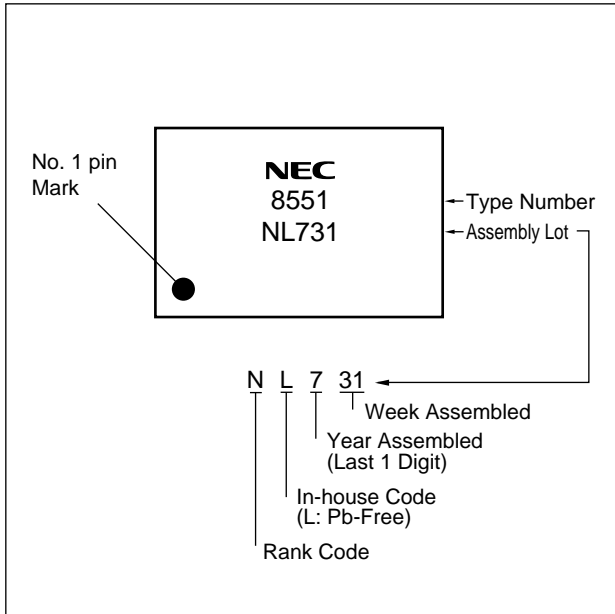 No. 1 pin
Mark
NEC
8551
NL731
Type Number
Assembly Lot
N L 7 31
Week Assembled
Year Assembled
(Last 1 Digit)
In-house Code
(L: Pb-Free)
Rank Code